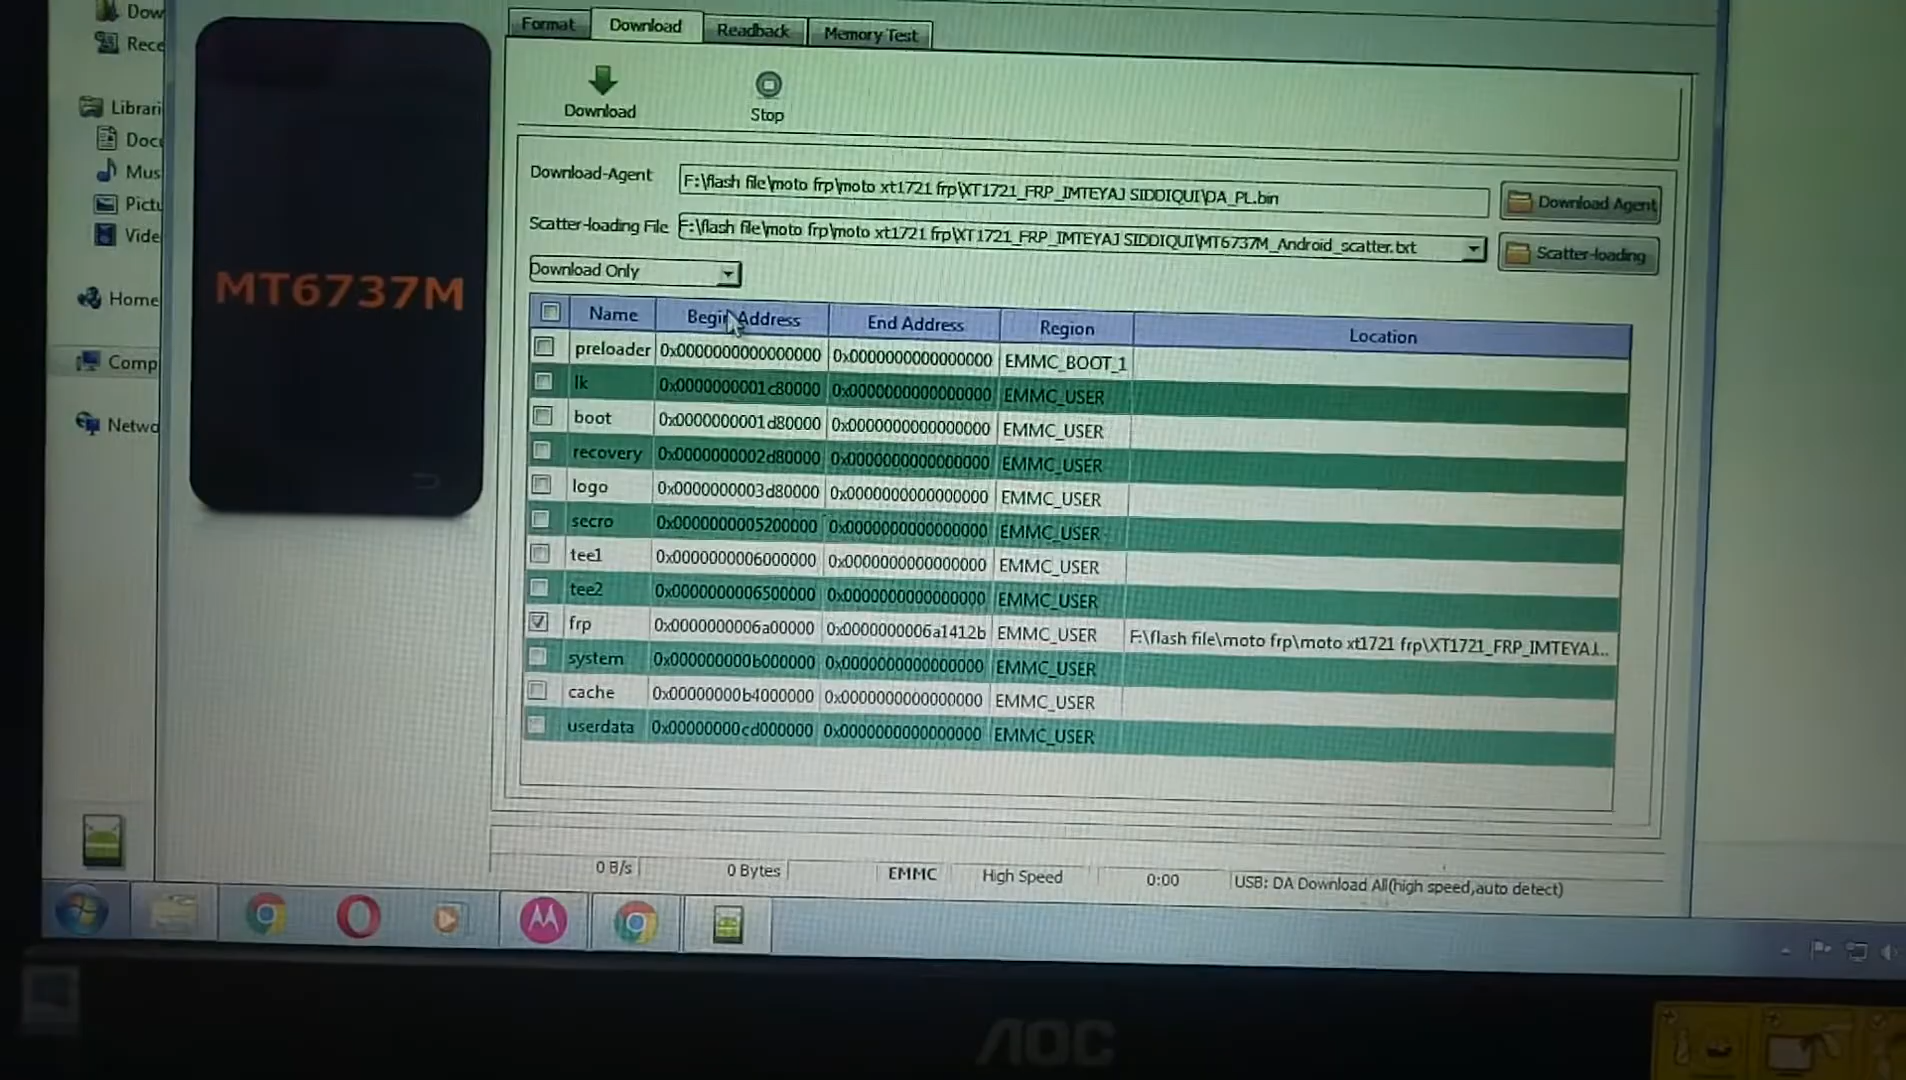 Dow
Rece
Librari
Docu
Mus
Pictu
Vide
Home
Comp
Netwo
MT6737M
Format Download Readback Memory Test
Download Stop
Download-Agent F:\flash file\moto frp\moto xt1721 frp\XT1721_FRP_IMTEYAJ SIDDIQUI\DA_PL.bin Download Agent
Scatter-loading File F:\flash file\moto frp\moto xt1721 frp\XT1721_FRP_IMTEYAJ SIDDIQUI\MT6737M_Android_scatter.txt Scatter-loading
Download Only
Name Begin Address End Address Region Location
preloader 0x0000000000000000 0x0000000000000000 EMMC_BOOT_1
lk 0x0000000001c80000 0x0000000000000000 EMMC_USER
boot 0x0000000001d80000 0x0000000000000000 EMMC_USER
recovery 0x0000000002d80000 0x0000000000000000 EMMC_USER
logo 0x0000000003d80000 0x0000000000000000 EMMC_USER
secro 0x0000000005200000 0x0000000000000000 EMMC_USER
tee1 0x0000000006000000 0x0000000000000000 EMMC_USER
tee2 0x0000000006500000 0x0000000000000000 EMMC_USER
frp 0x0000000006a00000 0x0000000006a1412b EMMC_USER F:\flash file\moto frp\moto xt1721 frp\XT1721_FRP_IMTEYAJ...
system 0x000000000b000000 0x0000000000000000 EMMC_USER
cache 0x00000000b4000000 0x0000000000000000 EMMC_USER
userdata 0x00000000cd000000 0x0000000000000000 EMMC_USER
0 B/s 0 Bytes EMMC High Speed 0:00 USB: DA Download All(high speed,auto detect)
AOC